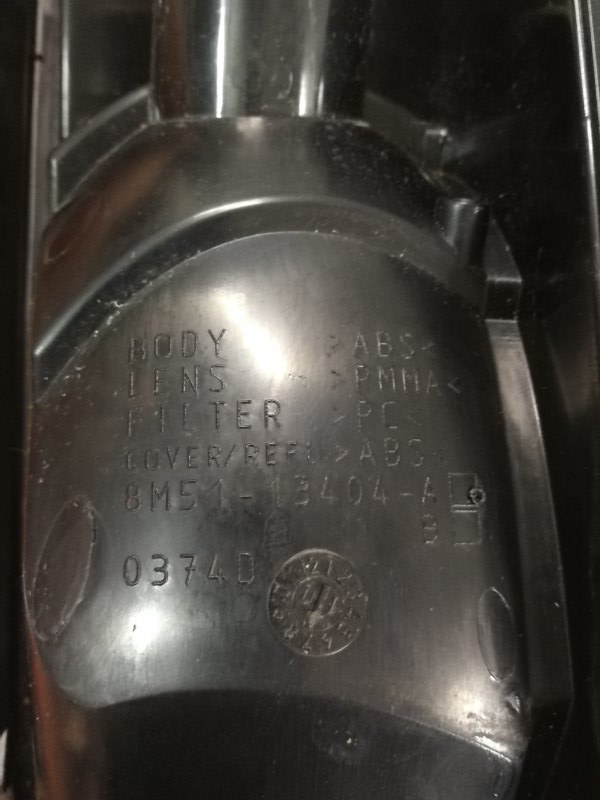 BODY >ABS<
LENS >PMMA<
FILTER >PC<
COVER/REFL >ABS<
8M51-13404-A
B
0374D